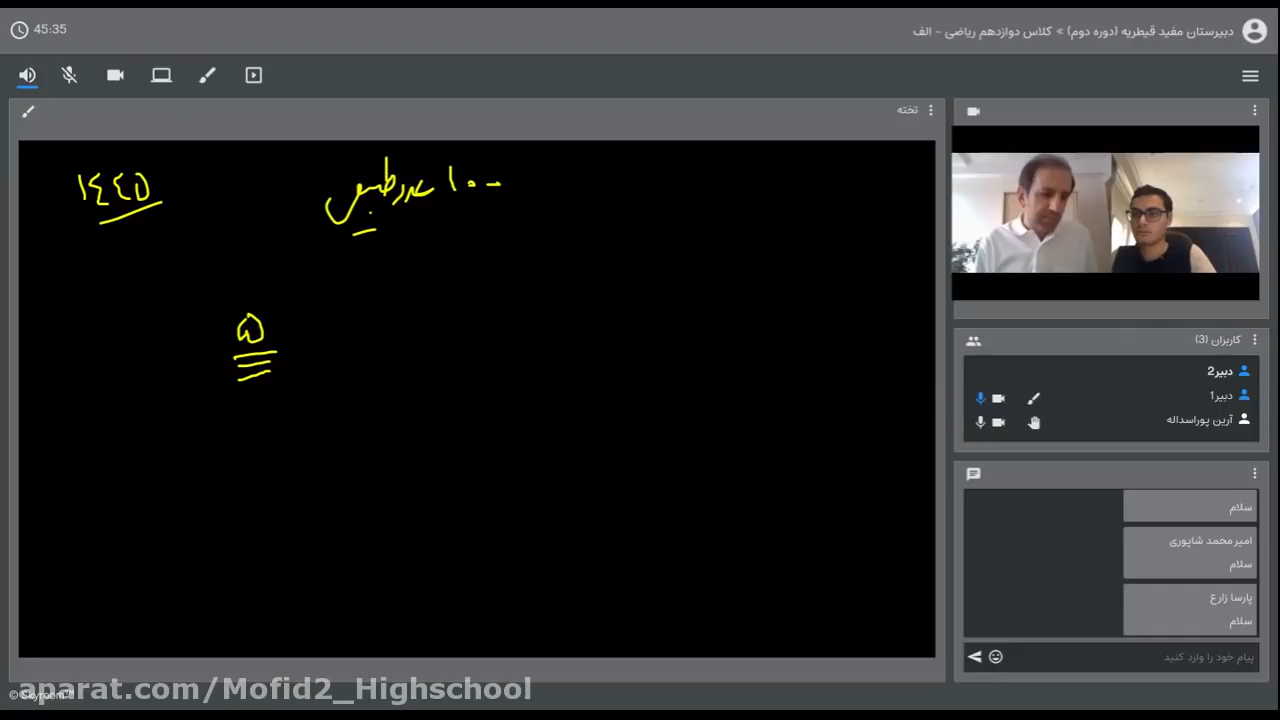 45:35
دبیرستان مفید قیطریه (دوره دوم) » کلاس دوازدهم ریاضی - الف
تخته
۱۰۰ عدد طبیعی
۱۴۴۵
۵
کاربران (3)
دبیر2
دبیر1
آرین پوراسداله
سلام
امیر محمد شاپوری
سلام
پارسا زارع
سلام
پیام خود را وارد کنید
© Skyroom™
aparat.com/Mofid2_Highschool